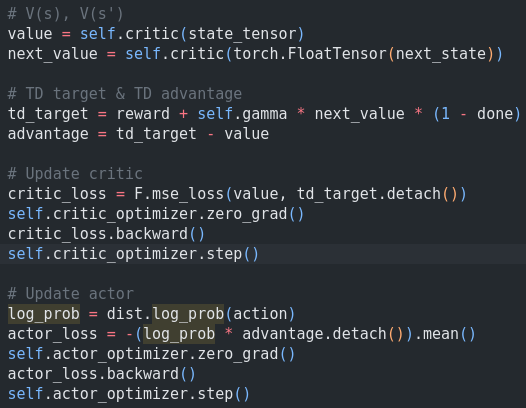 # V(s), V(s')
value = self.critic(state_tensor)
next_value = self.critic(torch.FloatTensor(next_state))
# TD target & TD advantage
td_target = reward + self.gamma * next_value * (1 - done)
advantage = td_target - value
# Update critic
critic_loss = F.mse_loss(value, td_target.detach())
self.critic_optimizer.zero_grad()
critic_loss.backward()
self.critic_optimizer.step()
# Update actor
log_prob = dist.log_prob(action)
actor_loss = -(log_prob * advantage.detach()).mean()
self.actor_optimizer.zero_grad()
actor_loss.backward()
self.actor_optimizer.step()